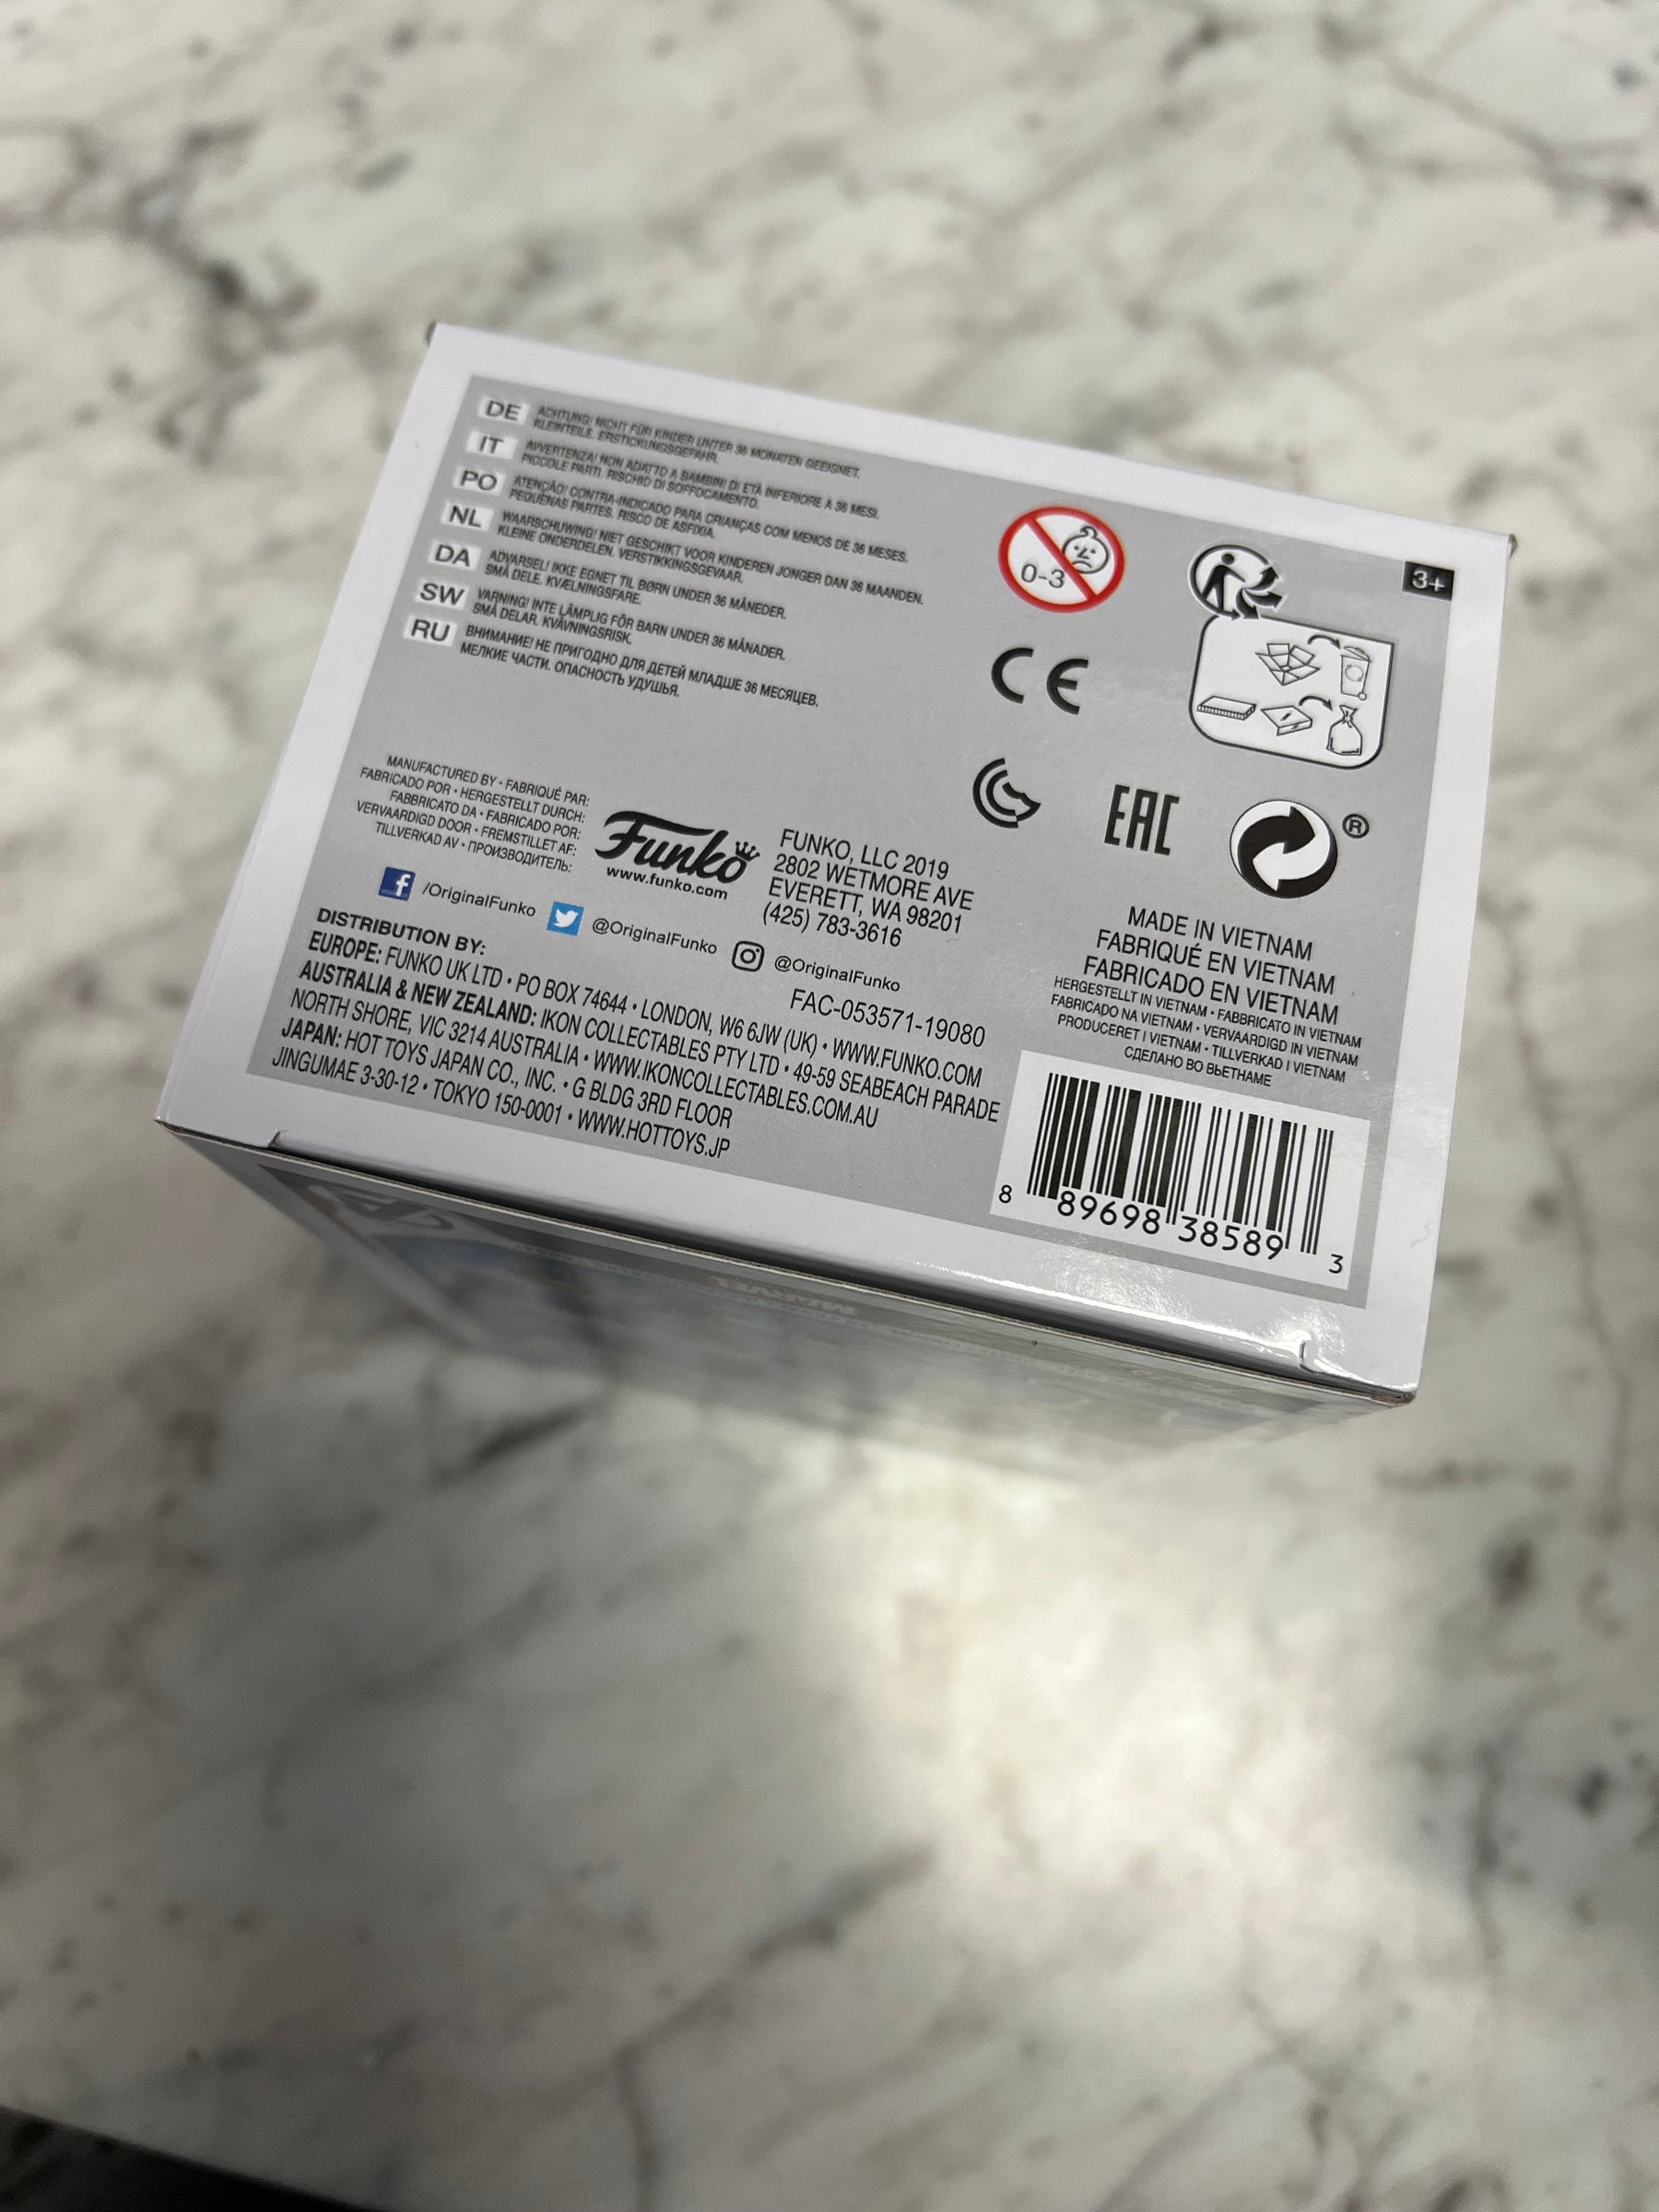 DE ACHTUNG! NICHT FÜR KINDER UNTER 36 MONATEN GEEIGNET.
KLEINTEILE. ERSTICKUNGSGEFAHR.
IT AVVERTENZA! NON ADATTO A BAMBINI DI ETÀ INFERIORE A 36 MESI.
PICCOLE PARTI. RISCHIO DI SOFFOCAMENTO.
PO ATENÇÃO! CONTRA-INDICADO PARA CRIANÇAS COM MENOS DE 36 MESES.
PEQUENAS PARTES. RISCO DE ASFIXIA.
NL WAARSCHUWING! NIET GESCHIKT VOOR KINDEREN JONGER DAN 36 MAANDEN.
KLEINE ONDERDELEN. VERSTIKKINGSGEVAAR.
DA ADVARSEL! IKKE EGNET TIL BØRN UNDER 36 MÅNEDER.
SMÅ DELE. KVÆLNINGSFARE.
SW VARNING! INTE LÄMPLIG FÖR BARN UNDER 36 MÅNADER.
SMÅ DELAR. KVÄVNINGSRISK.
RU ВНИМАНИЕ! НЕ ПРИГОДНО ДЛЯ ДЕТЕЙ МЛАДШЕ 36 МЕСЯЦЕВ.
МЕЛКИЕ ЧАСТИ. ОПАСНОСТЬ УДУШЬЯ.
0-3
3+
CE
EAC
®
MANUFACTURED BY • FABRIQUÉ PAR:
FABRICADO POR • HERGESTELLT DURCH:
FABBRICATO DA • FABRICADO POR:
VERVAARDIGD DOOR • FREMSTILLET AF:
TILLVERKAD AV • ПРОИЗВОДИТЕЛЬ:
Funko
www.funko.com
FUNKO, LLC 2019
2802 WETMORE AVE
EVERETT, WA 98201
(425) 783-3616
/OriginalFunko @OriginalFunko @OriginalFunko
FAC-053571-19080
DISTRIBUTION BY:
EUROPE: FUNKO UK LTD • PO BOX 74644 • LONDON, W6 6JW (UK) • WWW.FUNKO.COM
AUSTRALIA & NEW ZEALAND: IKON COLLECTABLES PTY LTD • 49-59 SEABEACH PARADE
NORTH SHORE, VIC 3214 AUSTRALIA • WWW.IKONCOLLECTABLES.COM.AU
JAPAN: HOT TOYS JAPAN CO., INC. • G BLDG 3RD FLOOR
JINGUMAE 3-30-12 • TOKYO 150-0001 • WWW.HOTTOYS.JP
MADE IN VIETNAM
FABRIQUÉ EN VIETNAM
FABRICADO EN VIETNAM
HERGESTELLT IN VIETNAM • FABBRICATO IN VIETNAM
FABRICADO NA VIETNAM • VERVAARDIGD IN VIETNAM
PRODUCERET I VIETNAM • TILLVERKAD I VIETNAM
СДЕЛАНО ВО ВЬЕТНАМЕ
8 89698 38589 3
MARVEL